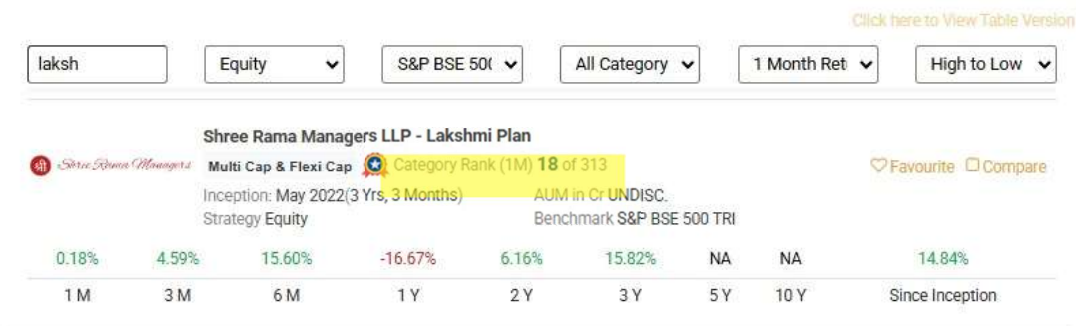 Click here to View Table Version
laksh Equity S&P BSE 50( All Category 1 Month Ret High to Low
Shree Rama Managers LLP - Lakshmi Plan
श्री Shree Rama Managers Multi Cap & Flexi Cap Category Rank (1M) 18 of 313 Favourite Compare
Inception: May 2022(3 Yrs, 3 Months) AUM in Cr UNDISC.
Strategy Equity Benchmark S&P BSE 500 TRI
0.18% 4.59% 15.60% -16.67% 6.16% 15.82% NA NA 14.84%
1 M 3 M 6 M 1 Y 2 Y 3 Y 5 Y 10 Y Since Inception